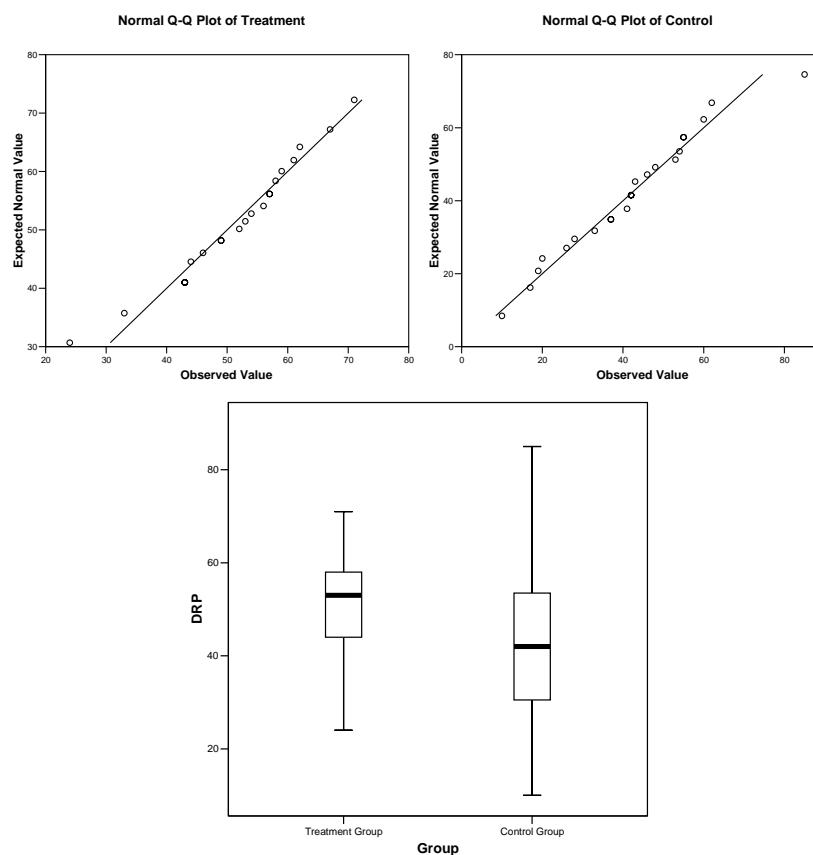 Normal Q-Q Plot of Treatment
Expected Normal Value
80
70
60
50
40
30
20
30
40
50
60
70
80
Observed Value
Normal Q-Q Plot of Control
Expected Normal Value
80
60
40
20
0
0
20
40
60
80
Observed Value
DRP
80
60
40
20
Treatment Group
Control Group
Group